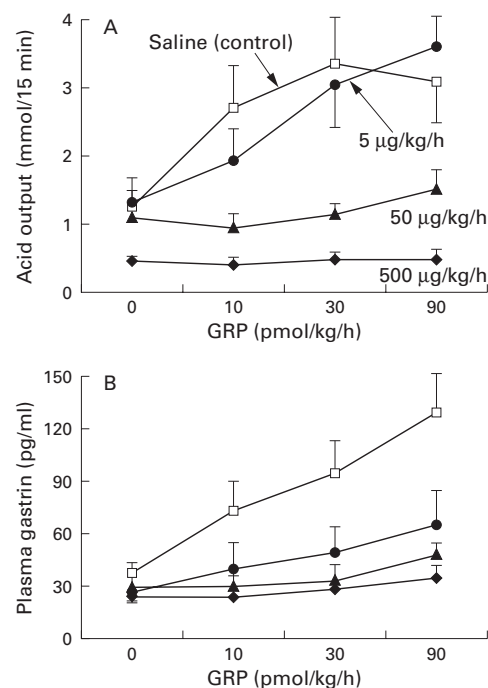 A
Acid output (mmol/15 min)
4
3
2
1
0
Saline (control)
5 μg/kg/h
50 μg/kg/h
500 μg/kg/h
0 10 30 90
GRP (pmol/kg/h)
B
Plasma gastrin (pg/ml)
150
120
90
60
30
0
0 10 30 90
GRP (pmol/kg/h)